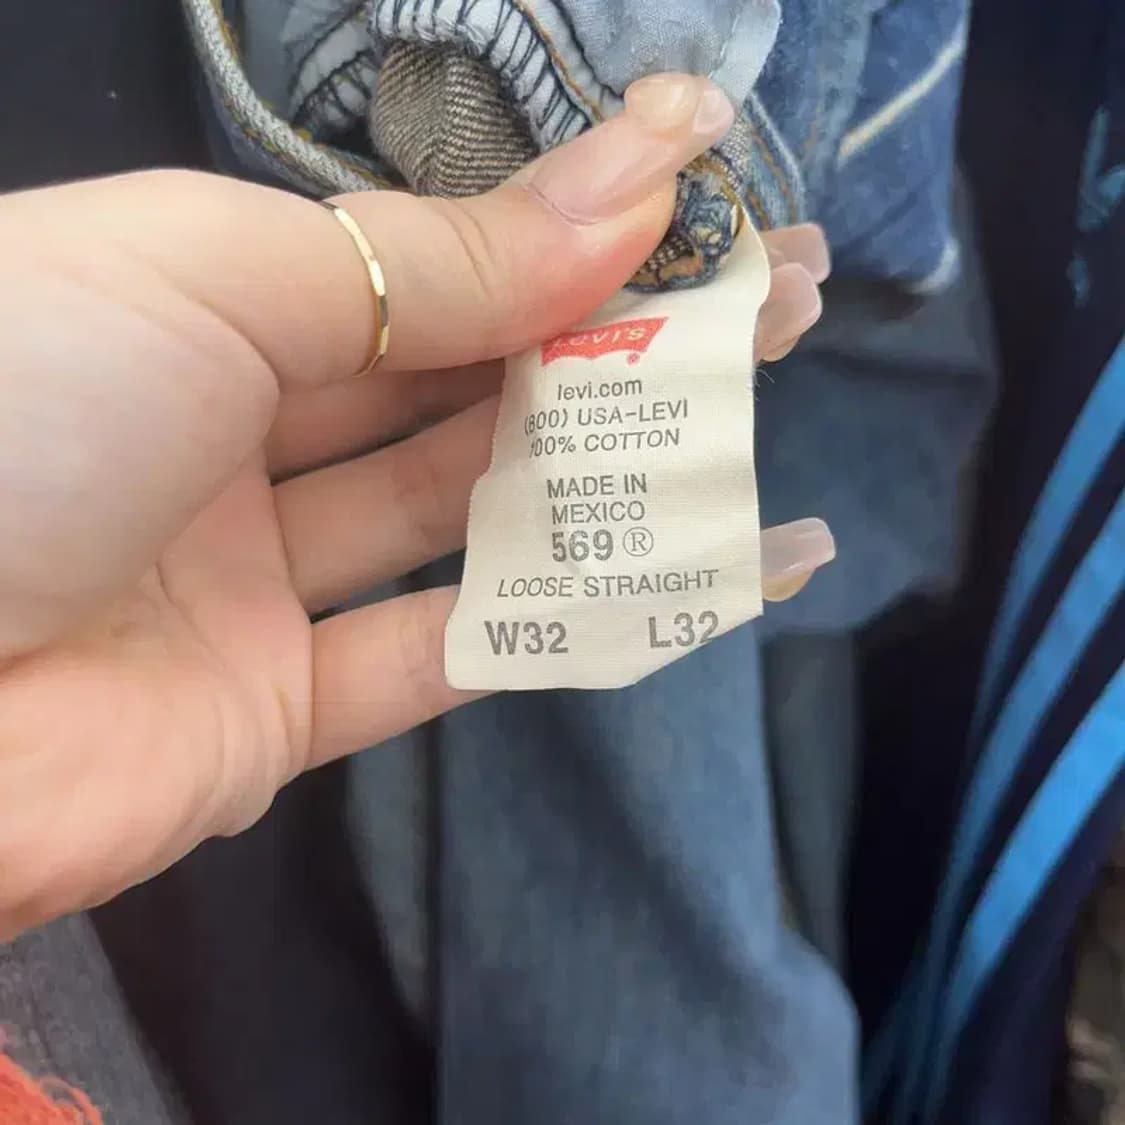 LEVI'S
®
levi.com
(800) USA-LEVI
100% COTTON
MADE IN
MEXICO
569 ®
LOOSE STRAIGHT
W32 L32